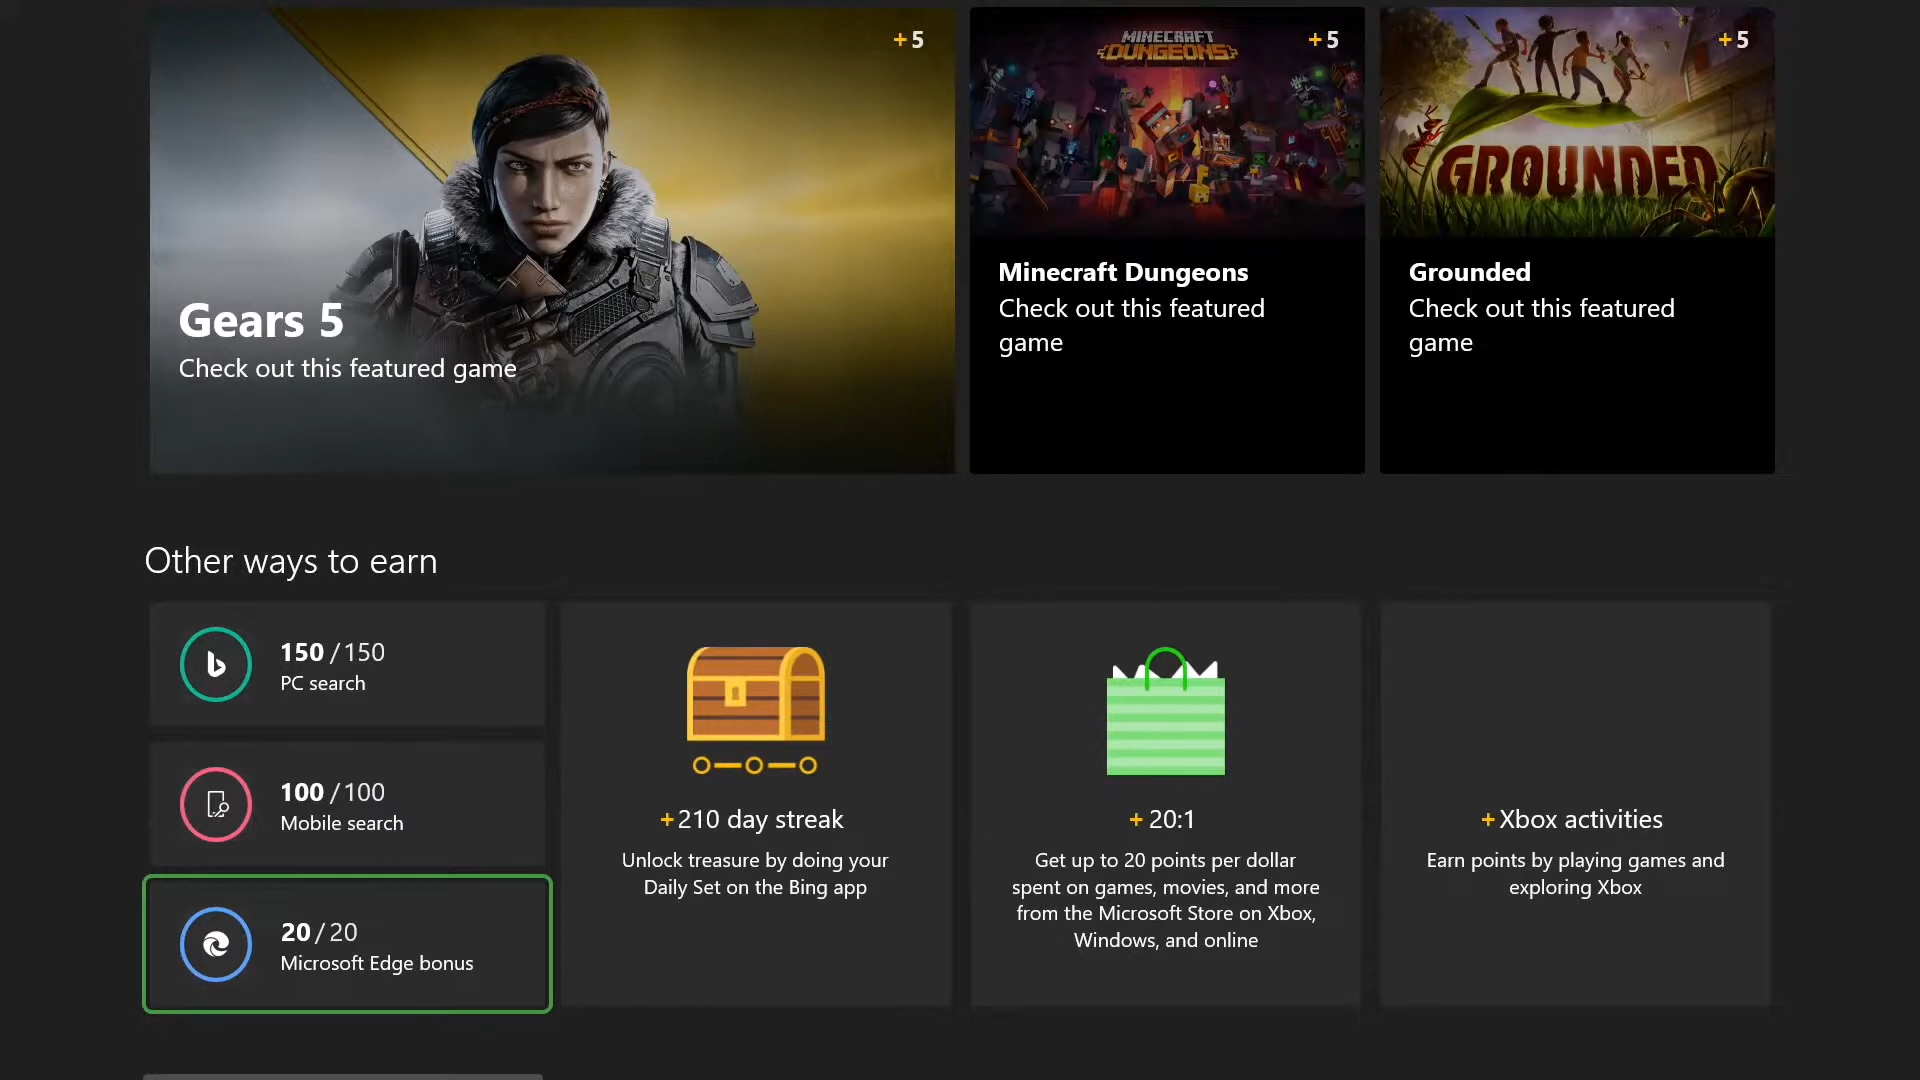 +5
Gears 5
Check out this featured game
MINECRAFT
DUNGEONS
+5
Minecraft Dungeons
Check out this featured
game
+5
GROUNDED
Grounded
Check out this featured
game
Other ways to earn
150/150
PC search
100/100
Mobile search
20/20
Microsoft Edge bonus
+210 day streak
Unlock treasure by doing your
Daily Set on the Bing app
+ 20:1
Get up to 20 points per dollar
spent on games, movies, and more
from the Microsoft Store on Xbox,
Windows, and online
+Xbox activities
Earn points by playing games and
exploring Xbox